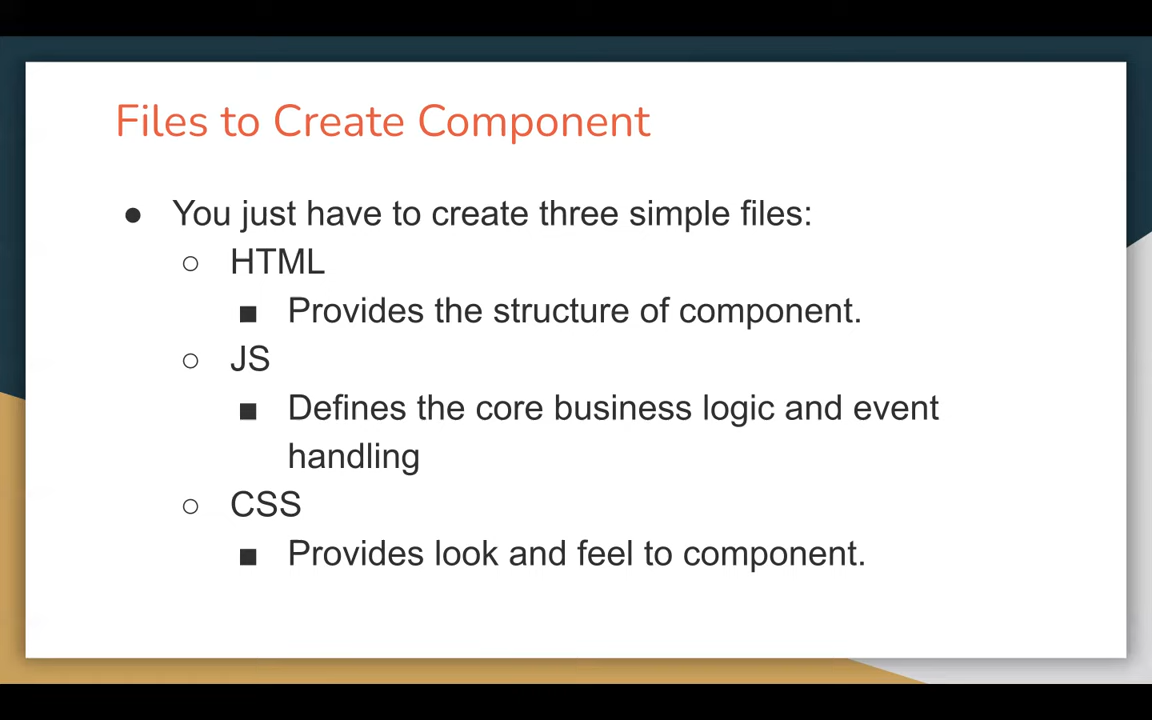 Files to Create Component
● You just have to create three simple files:
○ HTML
■ Provides the structure of component.
○ JS
■ Defines the core business logic and event
handling
○ CSS
■ Provides look and feel to component.